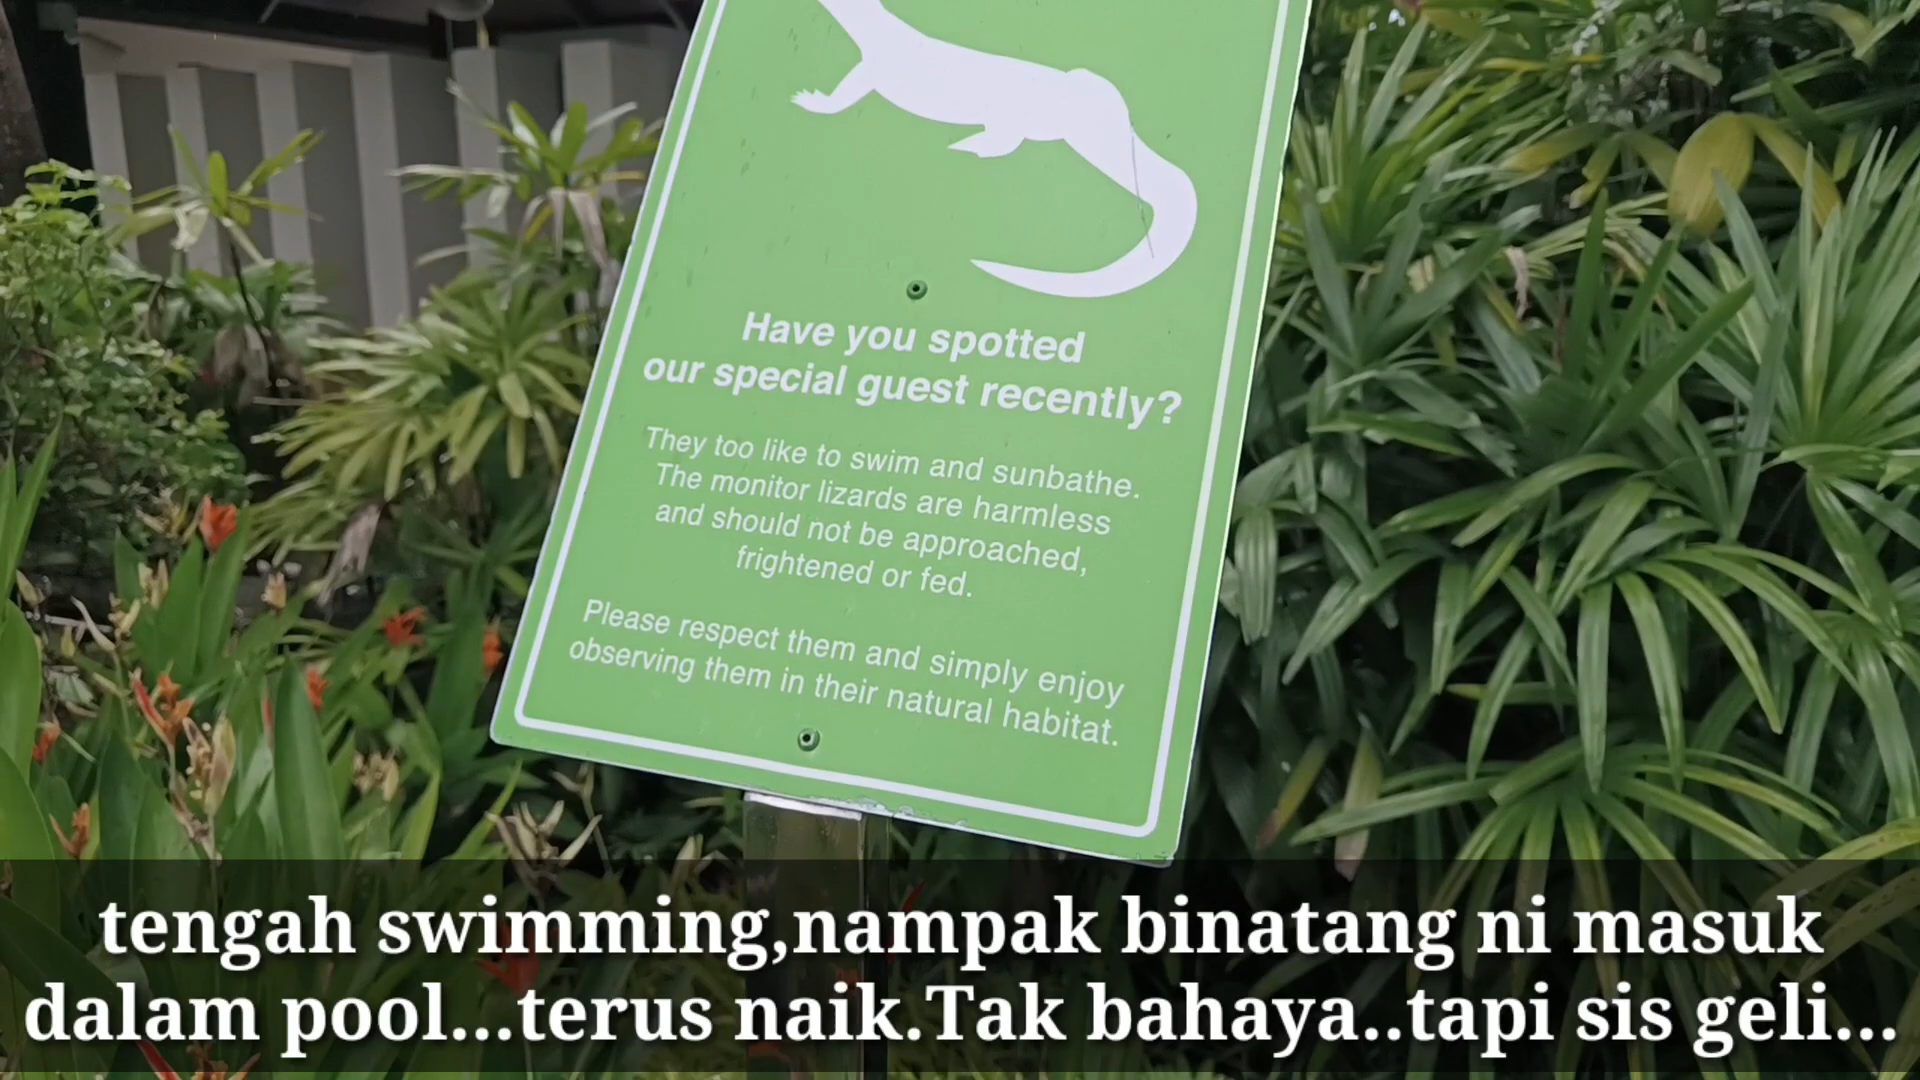 Have you spotted
our special guest recently?
They too like to swim and sunbathe.
The monitor lizards are harmless
and should not be approached,
frightened or fed.
Please respect them and simply enjoy
observing them in their natural habitat.
tengah swimming,nampak binatang ni masuk
dalam pool...terus naik.Tak bahaya..tapi sis geli...